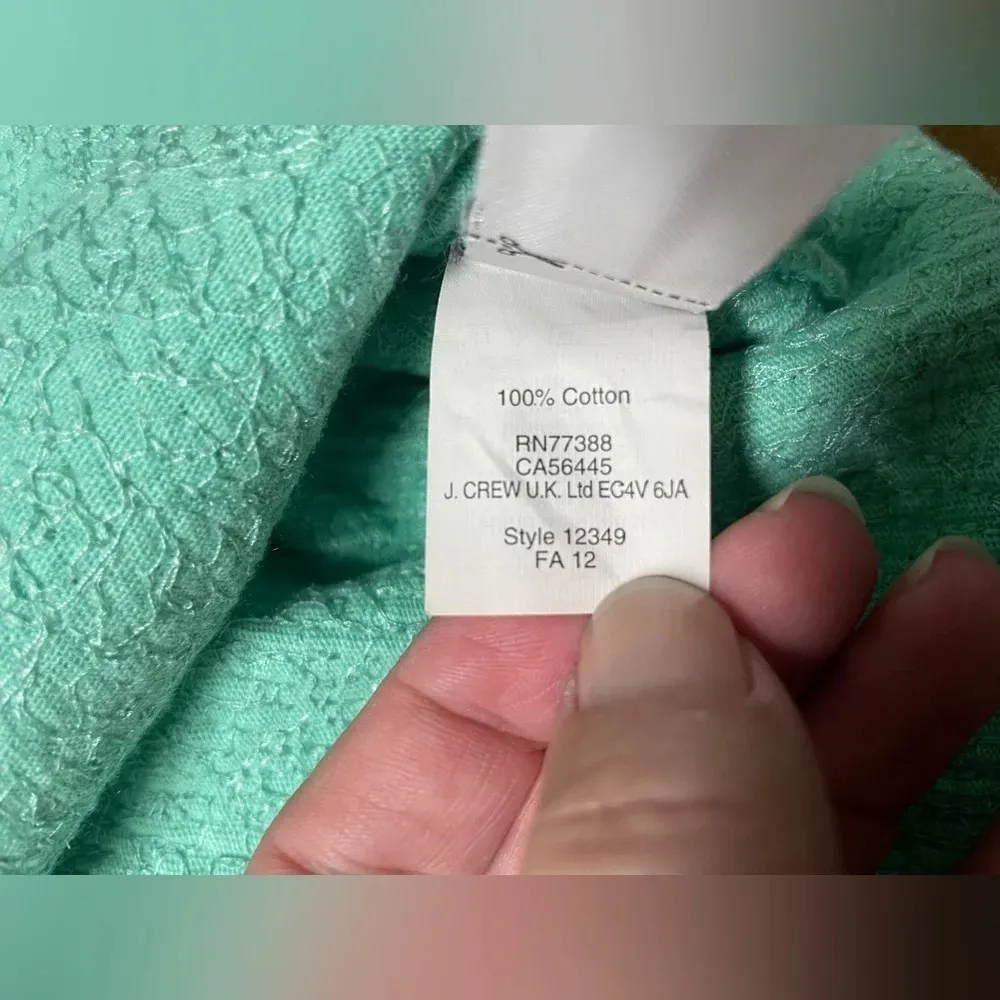 100% Cotton
RN77388
CA56445
J. CREW U.K. Ltd EC4V 6JA
Style 12349
FA 12